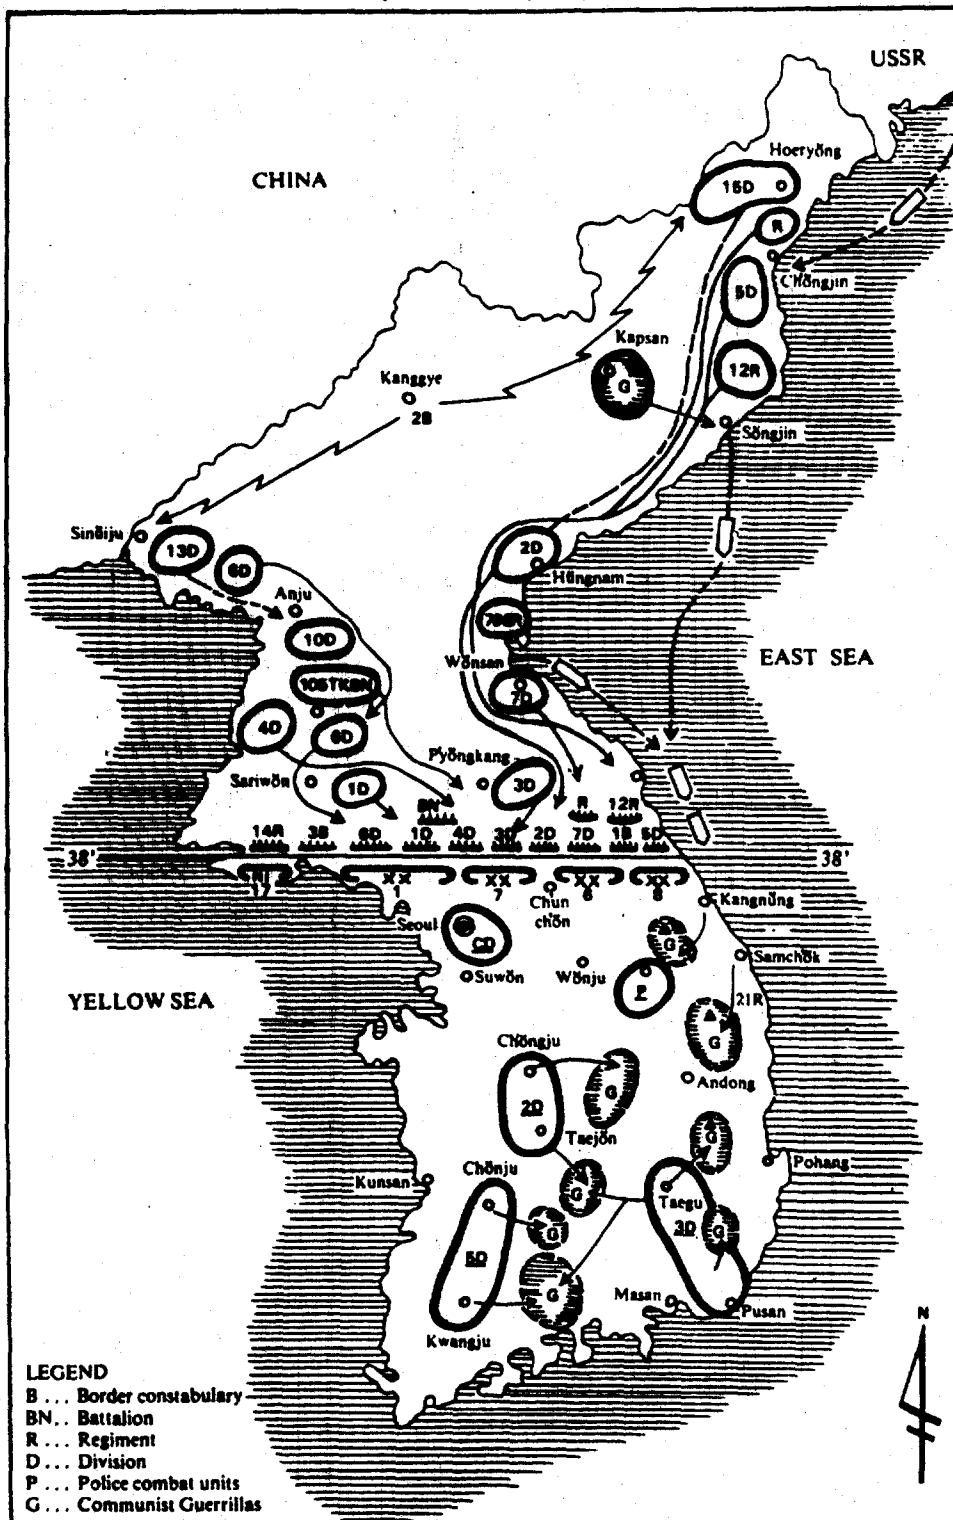 USSR
CHINA
Hoeryŏng
15D
R
Chŏngjin
5D
Kapsan
12R
G
Kanggye
2B
Sŏngjin
Sinŭiju
13D
6D
2D
Hŭngnam
Anju
10D
Wŏnsan
EAST SEA
105TKBN
7D
4D
6D
Pyŏngkang
Sariwŏn
1D
3D
BN
R
12R
14R 3B 6D 1D 4D 3D 2D 7D 1B 5D
38'
38'
17
1
7
6
8
Chun
chŏn
Kangnŭng
Seoul
CD
G
Samchŏk
Suwŏn
Wŏnju
P
YELLOW SEA
21R
G
Chŏngju
Andong
G
2D
Taejŏn
G
Pohang
Chŏnju
Kunsan
G
Taegu
3D
G
G
5D
G
Masan
Pusan
Kwangju
N
LEGEND
B ... Border constabulary
BN.. Battalion
R ... Regiment
D ... Division
P ... Police combat units
G ... Communist Guerrillas